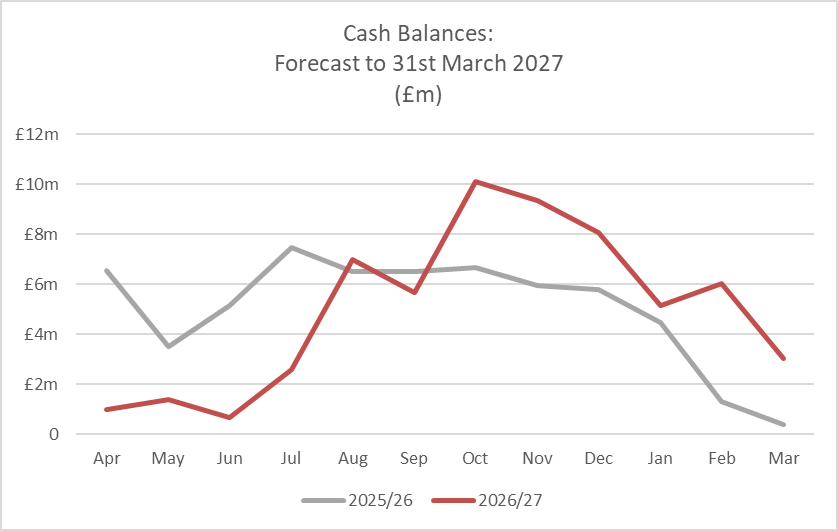 Cash Balances:
Forecast to 31st March 2027
(£m)
£12m
£10m
£8m
£6m
£4m
£2m
0
Apr May Jun Jul Aug Sep Oct Nov Dec Jan Feb Mar
2025/26 2026/27